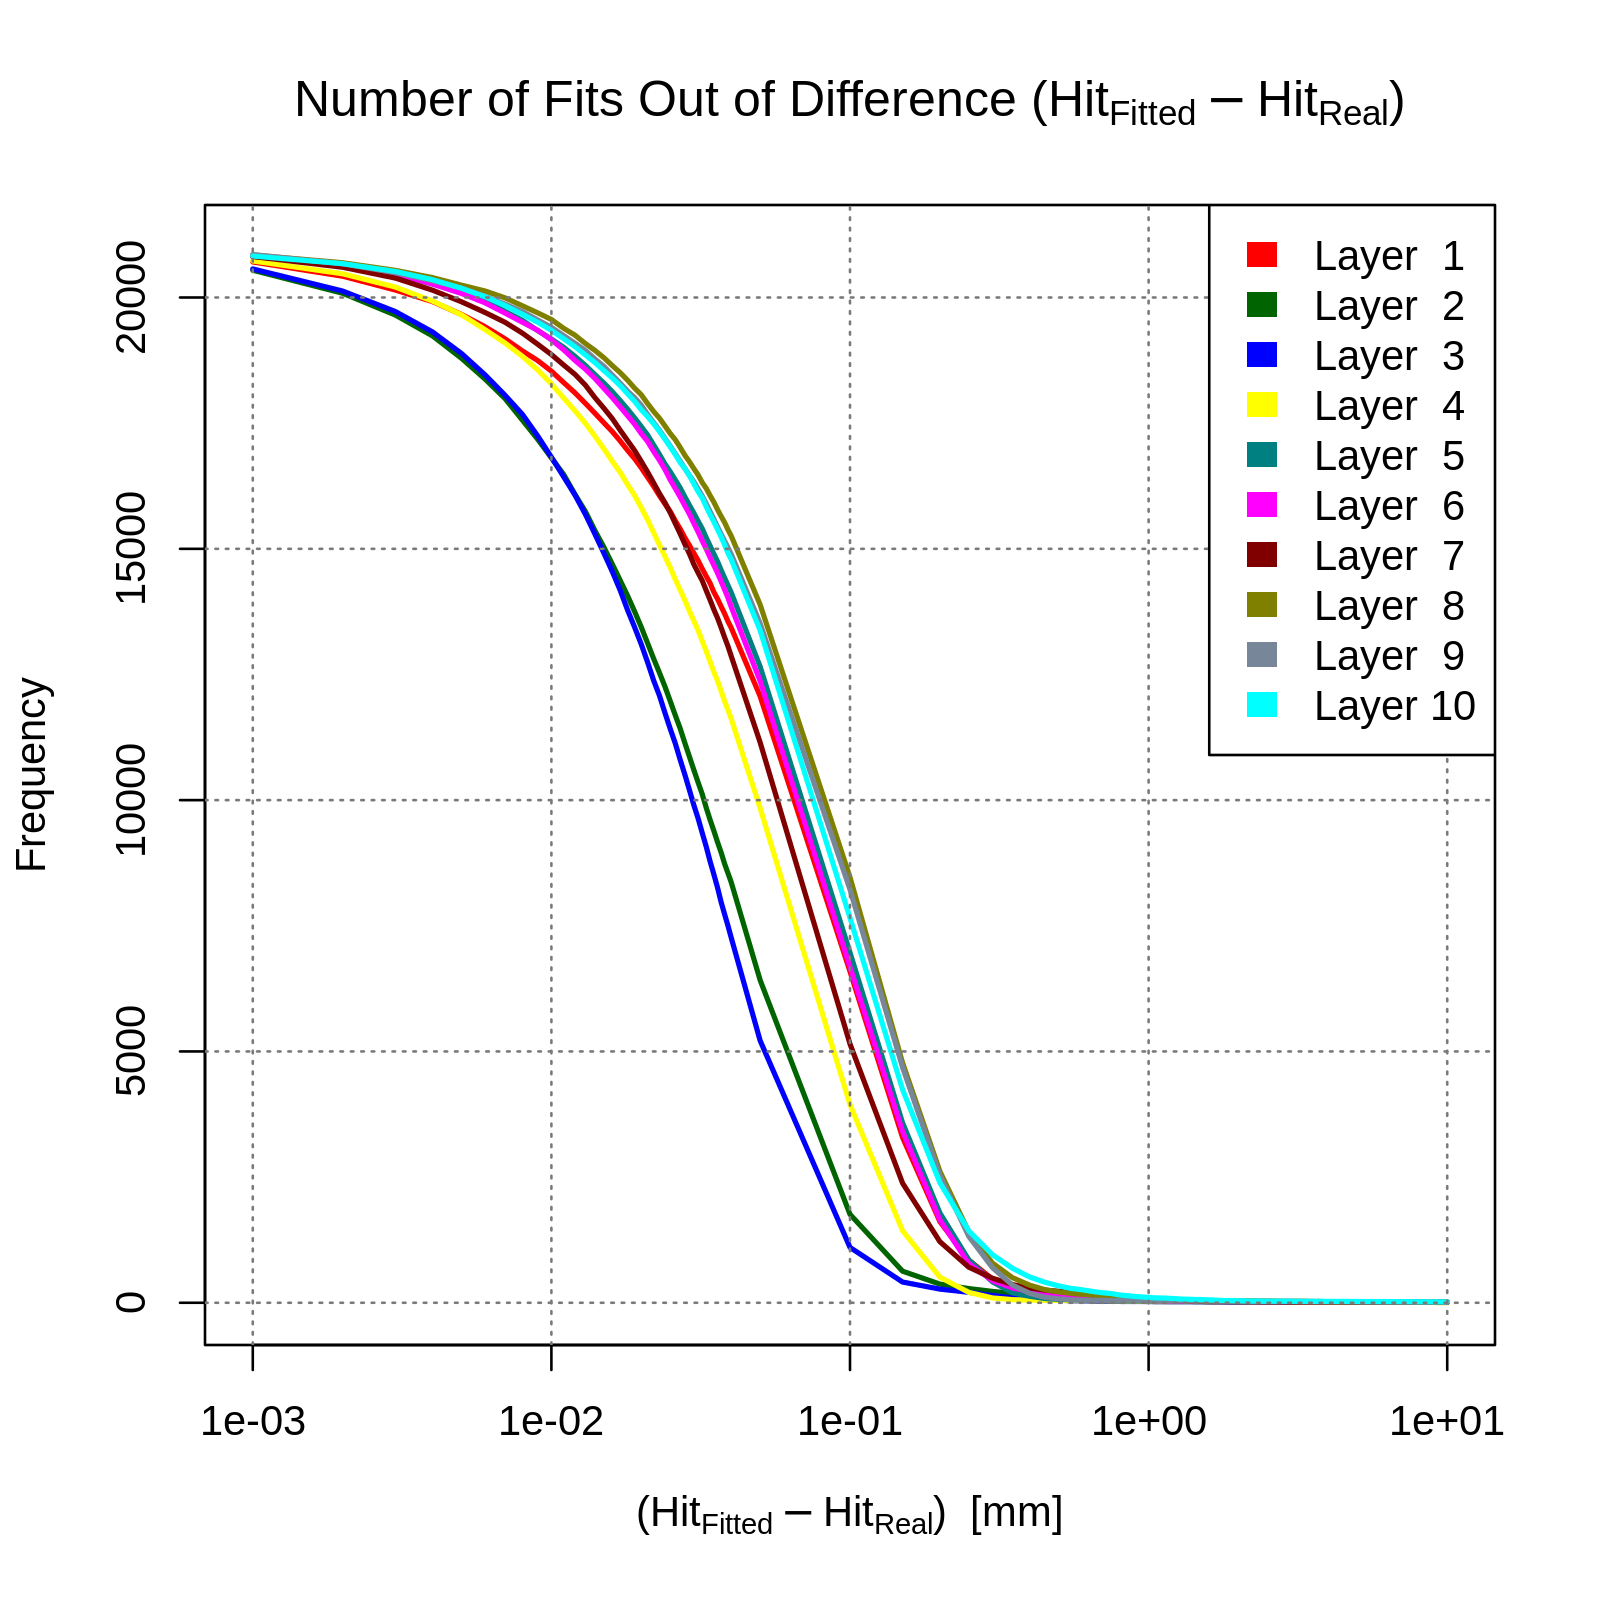 Number of Fits Out of Difference (HitFitted − HitReal)
Layer 1
Layer 2
Layer 3
Layer 4
Layer 5
Layer 6
Layer 7
Layer 8
Layer 9
Layer 10
Frequency
20000
15000
10000
5000
0
1e-03 1e-02 1e-01 1e+00 1e+01
(HitFitted − HitReal) [mm]